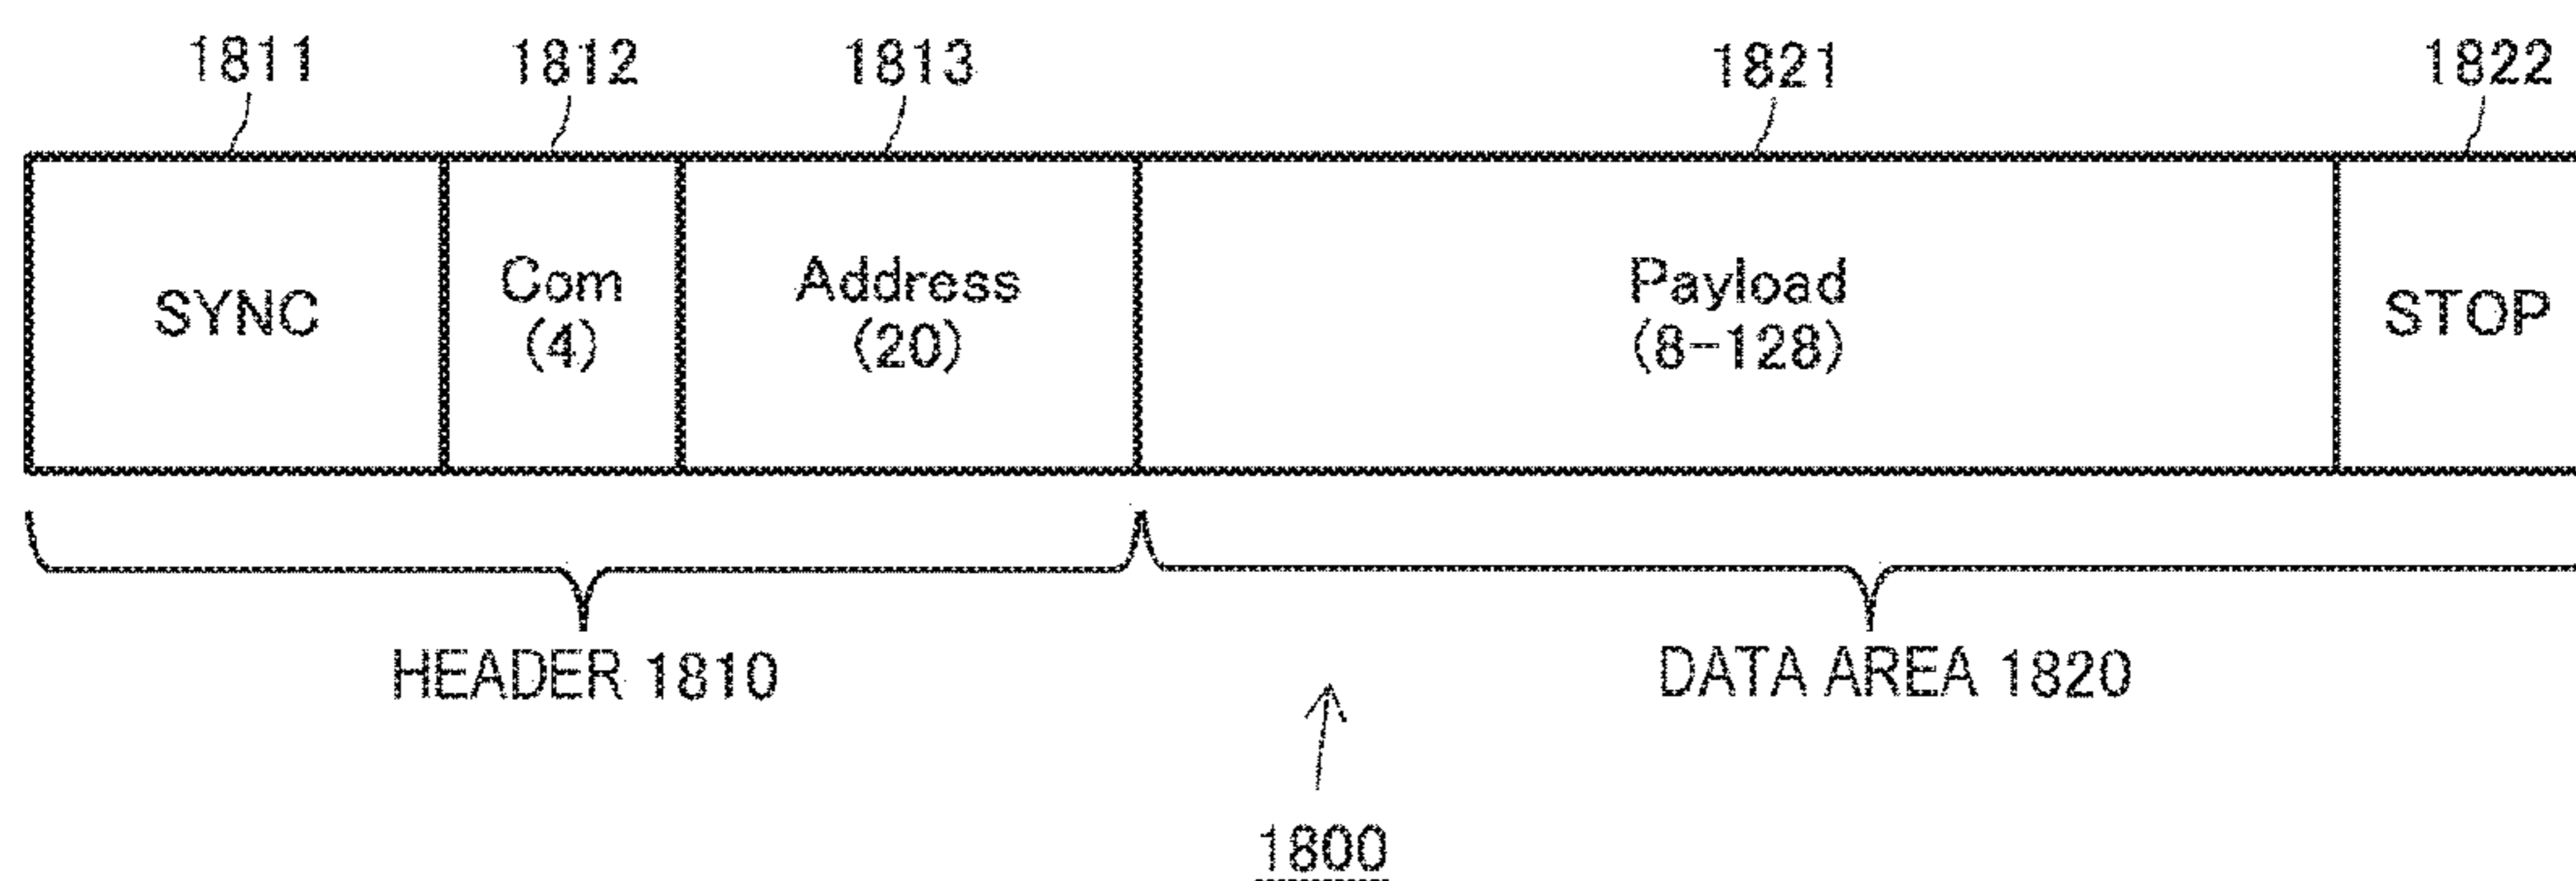 1811 1812 1813 1821 1822
SYNC Com Address Payload STOP
(4) (20) (8-128)
HEADER 1810 DATA AREA 1820
1800